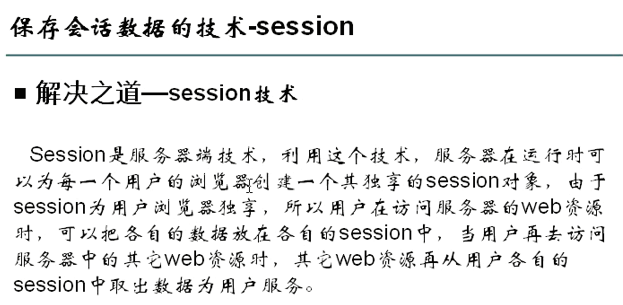 保存会话数据的技术-session
■ 解决之道—session技术
Session是服务器端技术，利用这个技术，服务器在运行时可
以为每一个用户的浏览器创建一个其独享的session对象，由于
session为用户浏览器独享，所以用户在访问服务器的web资源
时，可以把各自的数据放在各自的session中，当用户再去访问
服务器中的其它web资源时，其它web资源再从用户各自的
session中取出数据为用户服务。